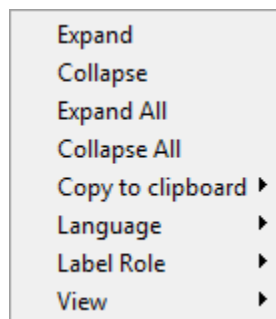 Expand
Collapse
Expand All
Collapse All
Copy to clipboard
Language
Label Role
View